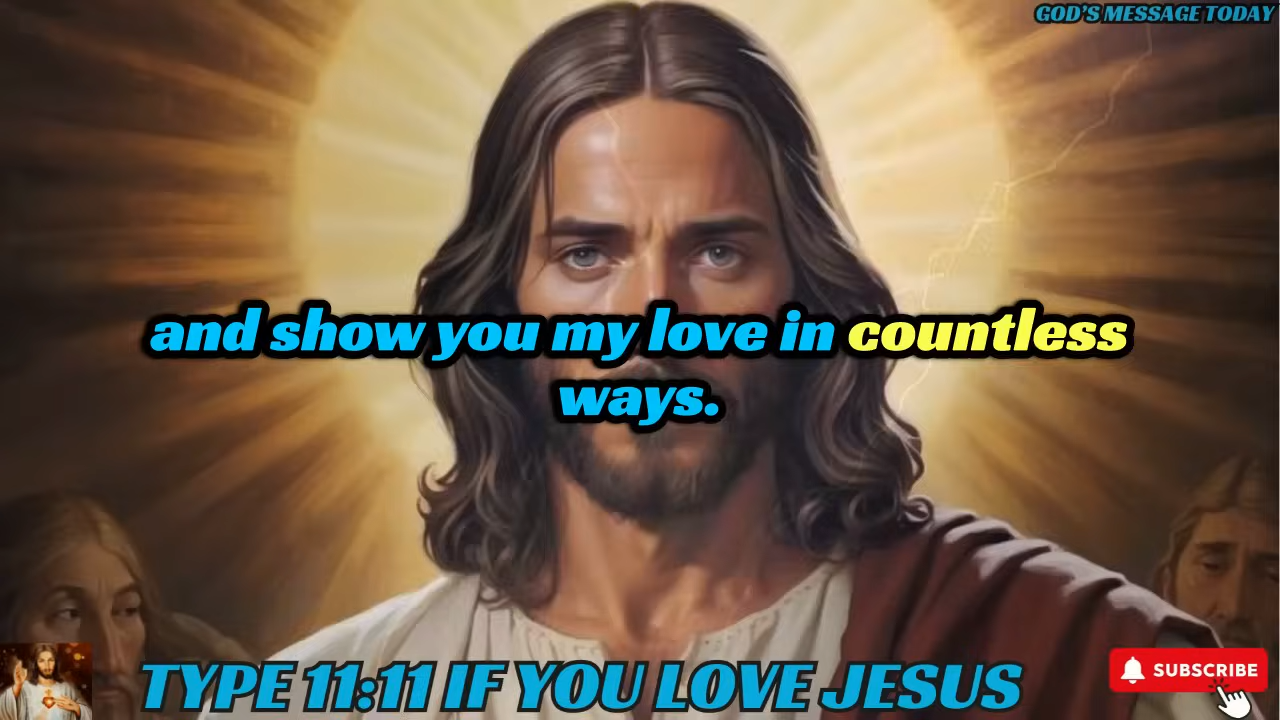 GOD'S MESSAGE TODAY
and show you my love in countless
ways.
TYPE 11:11 IF YOU LOVE JESUS
SUBSCRIBE